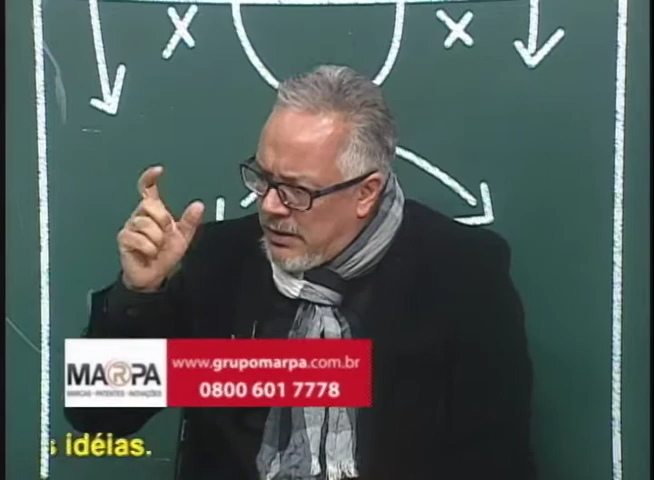 MARPA
MARCAS • PATENTES • INOVAÇÕES
www.grupomarpa.com.br
0800 601 7778
idéias.